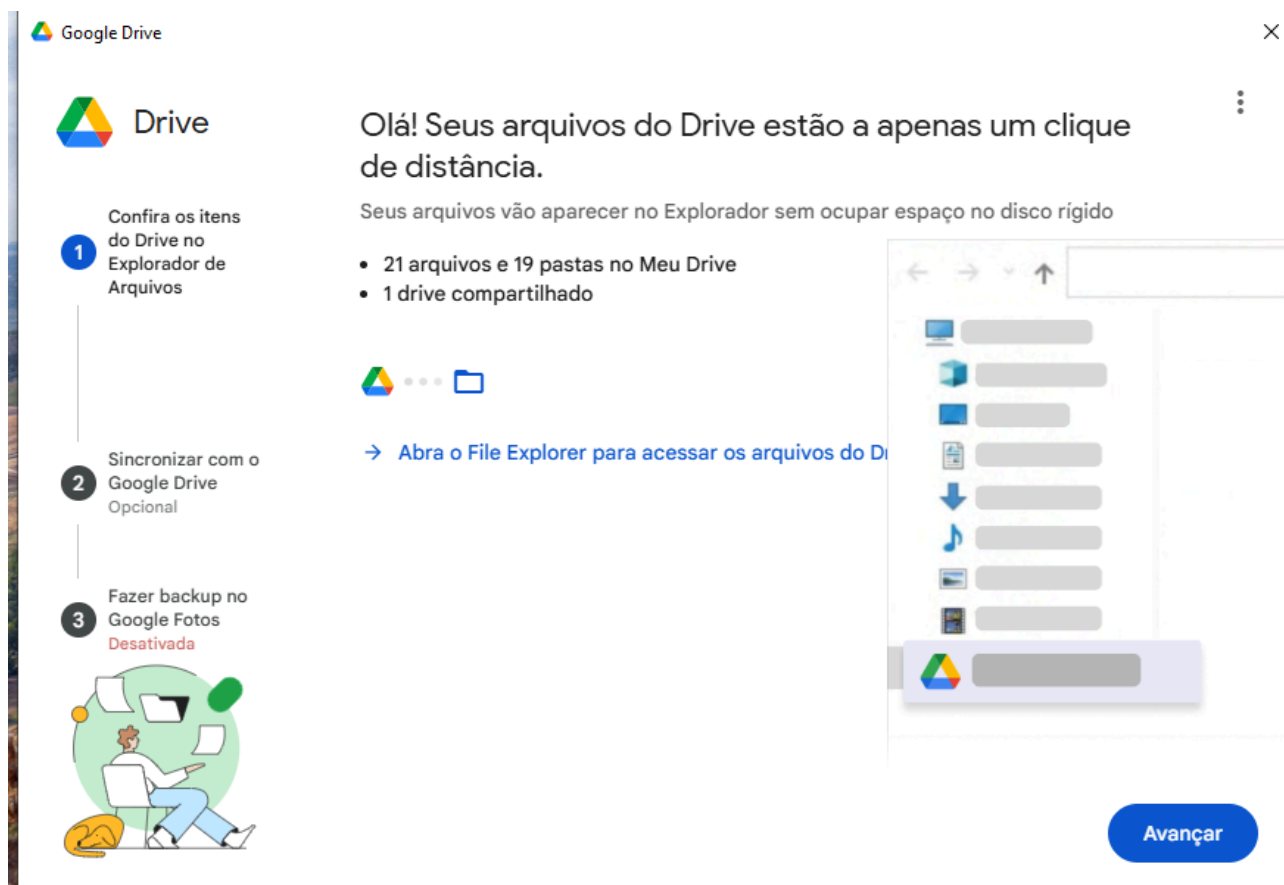 Google Drive
Drive
Olá! Seus arquivos do Drive estão a apenas um clique
de distância.
Seus arquivos vão aparecer no Explorador sem ocupar espaço no disco rígido
21 arquivos e 19 pastas no Meu Drive
1 drive compartilhado
Abra o File Explorer para acessar os arquivos do
1
Confira os itens
do Drive no
Explorador de
Arquivos
2
Sincronizar com o
Google Drive
Opcional
3
Fazer backup no
Google Fotos
Desativada
Avançar